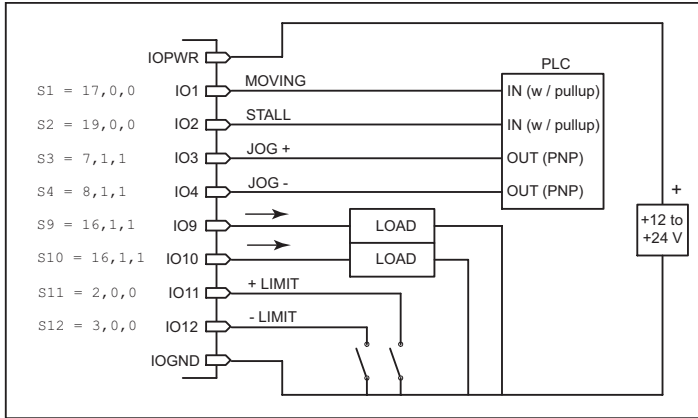 IOPWR
PLC
S1 = 17,0,0 IO1 MOVING IN (w / pullup)
S2 = 19,0,0 IO2 STALL IN (w / pullup)
S3 = 7,1,1 IO3 JOG + OUT (PNP)
S4 = 8,1,1 IO4 JOG - OUT (PNP)
+
S9 = 16,1,1 IO9 LOAD
+12 to
+24 V
S10 = 16,1,1 IO10 LOAD
S11 = 2,0,0 IO11 + LIMIT
S12 = 3,0,0 IO12 - LIMIT
IOGND